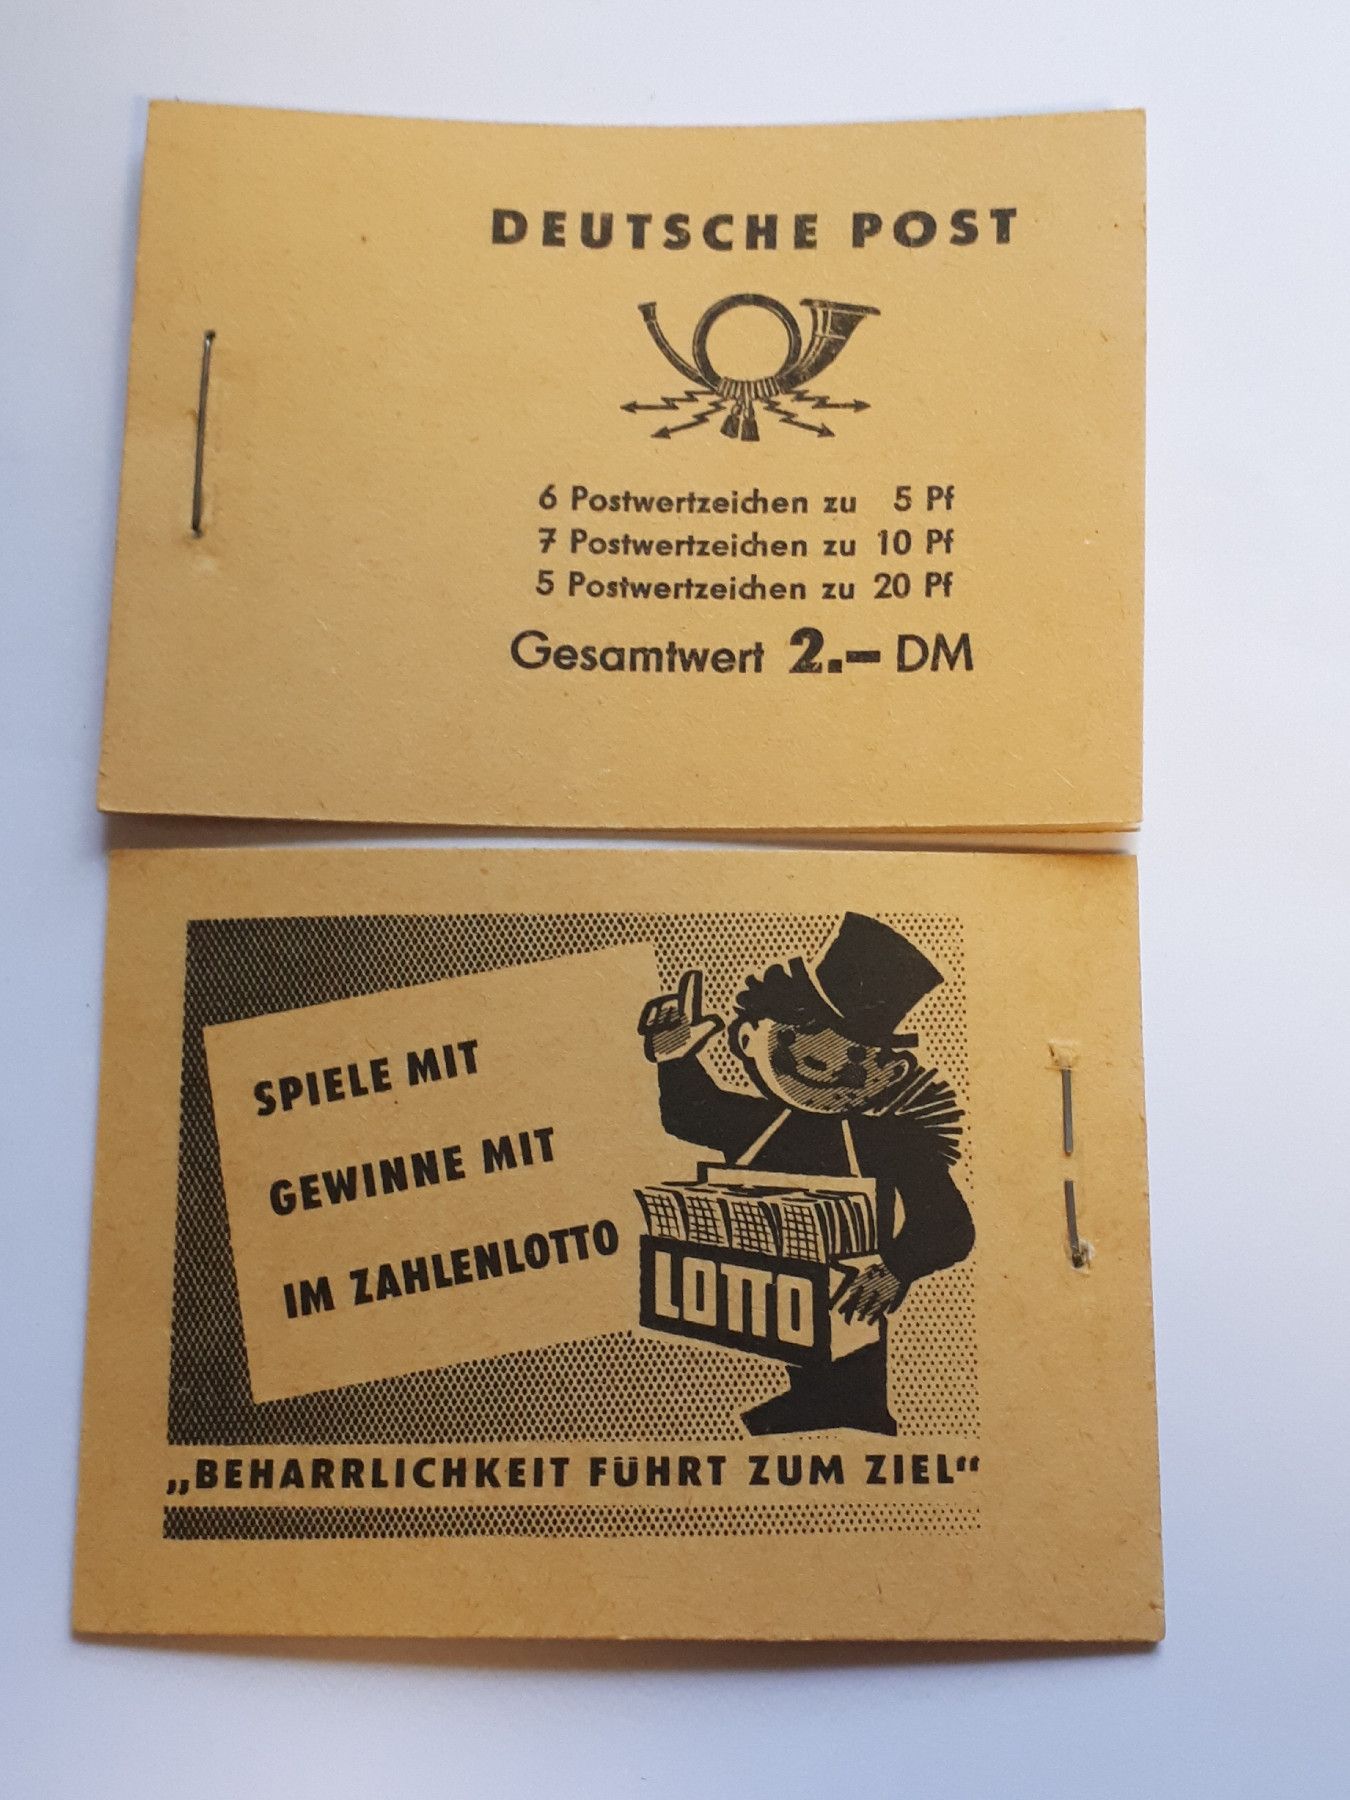 DEUTSCHE POST
6 Postwertzeichen zu 5 Pf
7 Postwertzeichen zu 10 Pf
5 Postwertzeichen zu 20 Pf
Gesamtwert 2.– DM
SPIELE MIT
GEWINNE MIT
IM ZAHLENLOTTO
LOTTO
„BEHARRLICHKEIT FÜHRT ZUM ZIEL“